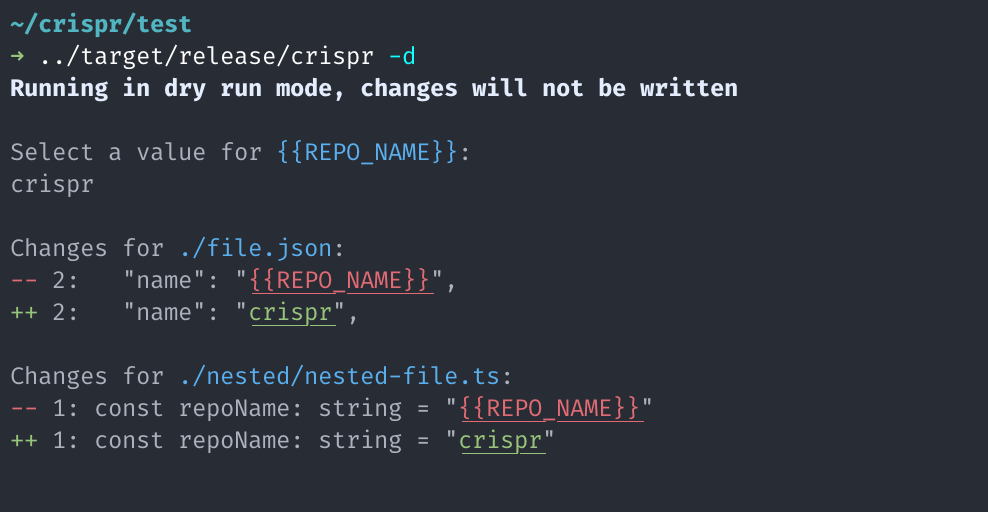 ~/crispr/test
➜ ../target/release/crispr -d
Running in dry run mode, changes will not be written
Select a value for {{REPO_NAME}}:
crispr
Changes for ./file.json:
-- 2:   "name": "{{REPO_NAME}}",
++ 2:   "name": "crispr",
Changes for ./nested/nested-file.ts:
-- 1: const repoName: string = "{{REPO_NAME}}"
++ 1: const repoName: string = "crispr"